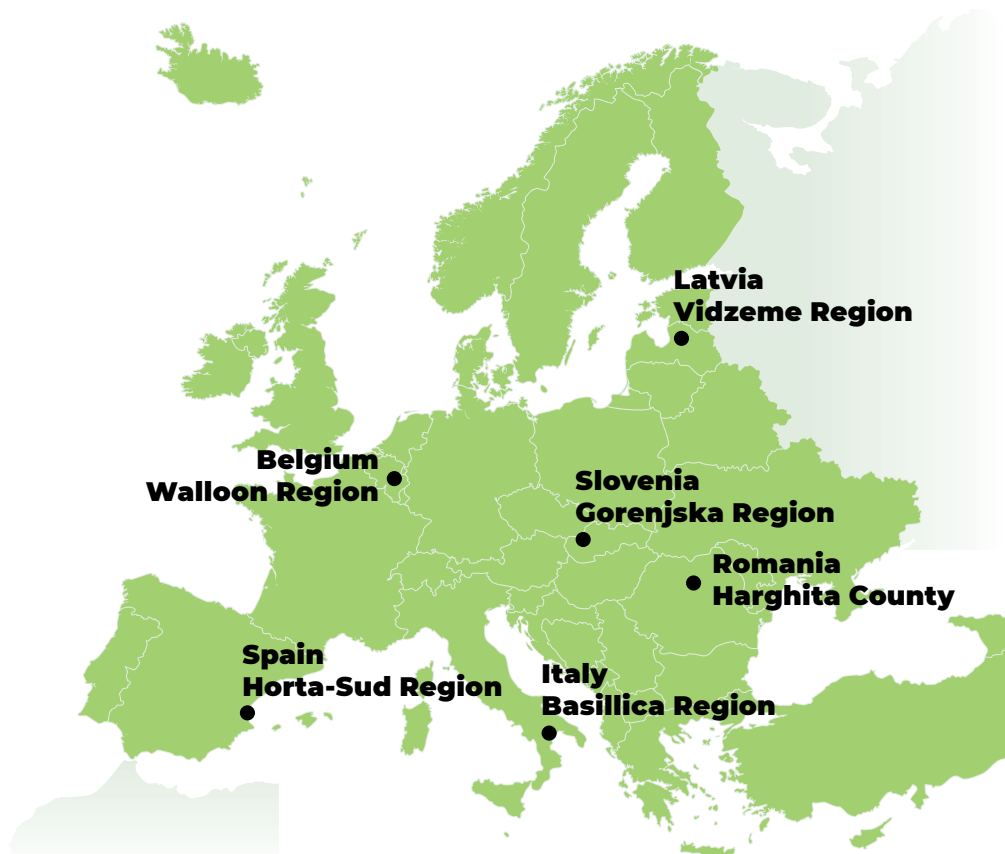 Latvia
Vidzeme Region
Belgium
Walloon Region
Slovenia
Gorenjska Region
Romania
Harghita County
Spain
Horta-Sud Region
Italy
Basillica Region